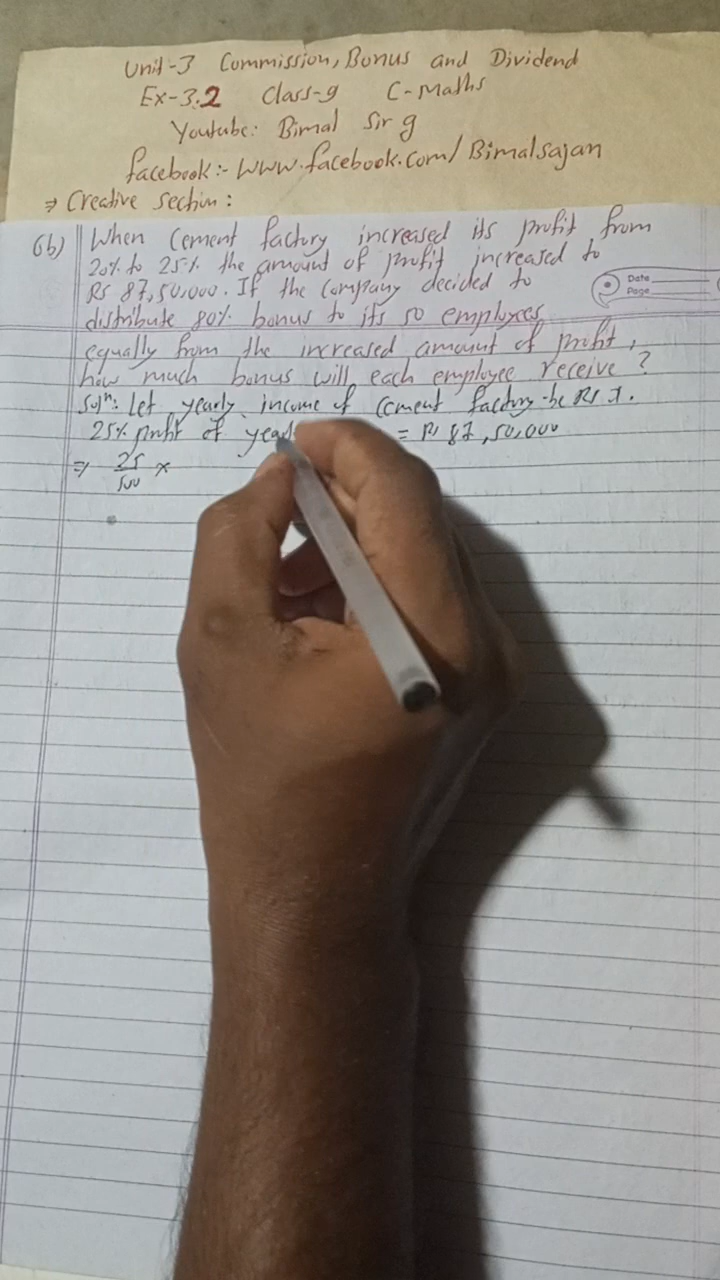 Unit-3 Commission, Bonus and Dividend
Ex-3.2 Class-9 C-Maths
Youtube: Bimal Sir g
facebook:- www.facebook.com/Bimalsajan
⇒ Creative section:
6b) When Cement factory increased its profit from
20% to 25% the amount of profit increased to
RS 87,50,000. If the Company decided to
Date
Page
distribute 80% bonus to its 50 employees
equally from the increased amount of profit,
how much bonus will each employee receive?
Solⁿ: Let yearly income of Cement factory be RS x.
25% profit of = Rs 87,50,000
⇒ 25/100 ×